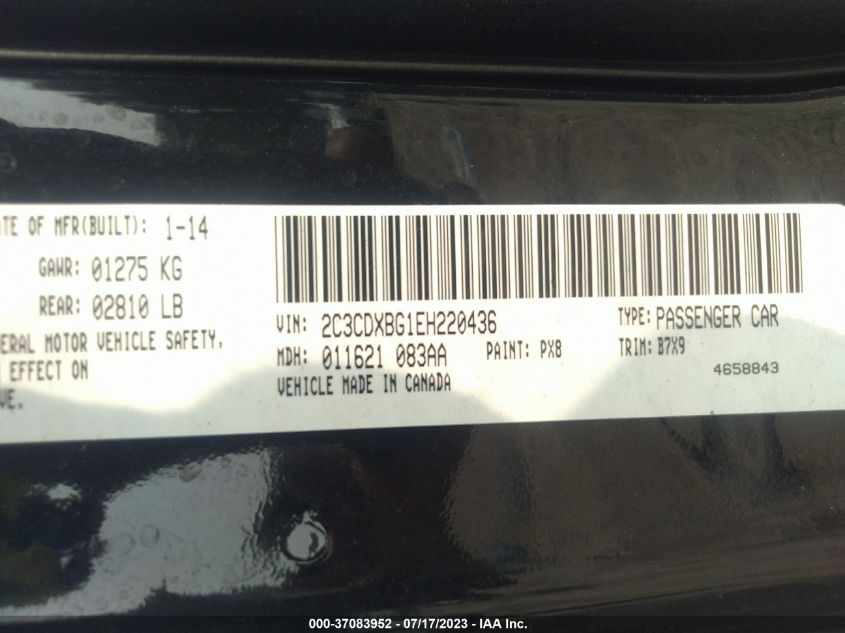 ATE OF MFR(BUILT): 1-14
GAWR: 01275 KG
REAR: 02810 LB
ERAL MOTOR VEHICLE SAFETY,
EFFECT ON
VE.
VIN: 2C3CDXBG1EH220436 TYPE: PASSENGER CAR
MDH: 011621 083AA PAINT: PX8 TRIM: B7X9
VEHICLE MADE IN CANADA 4658843
000-37083952 - 07/17/2023 - IAA Inc.